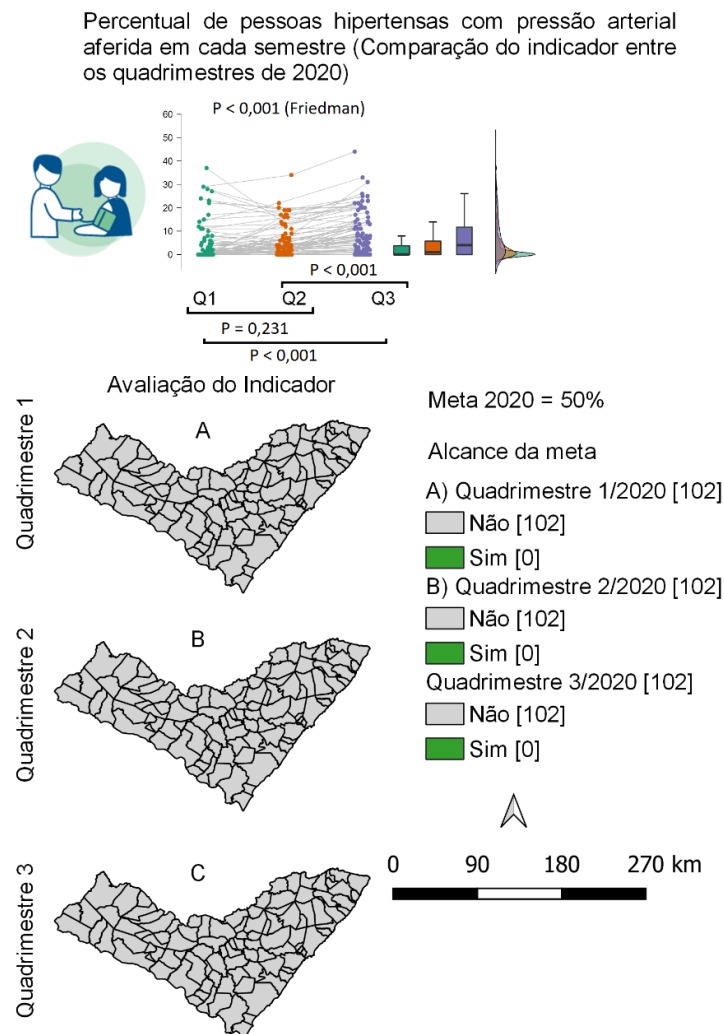 Percentual de pessoas hipertensas com pressão arterial
aferida em cada semestre (Comparação do indicador entre
os quadrimestres de 2020)
P < 0,001 (Friedman)
60
50
40
30
20
10
0
P < 0,001
Q1 Q2 Q3
P = 0,231
P < 0,001
Avaliação do Indicador
Quadrimestre 1
A
Quadrimestre 2
B
Quadrimestre 3
C
Meta 2020 = 50%
Alcance da meta
A) Quadrimestre 1/2020 [102]
Não [102]
Sim [0]
B) Quadrimestre 2/2020 [102]
Não [102]
Sim [0]
Quadrimestre 3/2020 [102]
Não [102]
Sim [0]
0 90 180 270 km